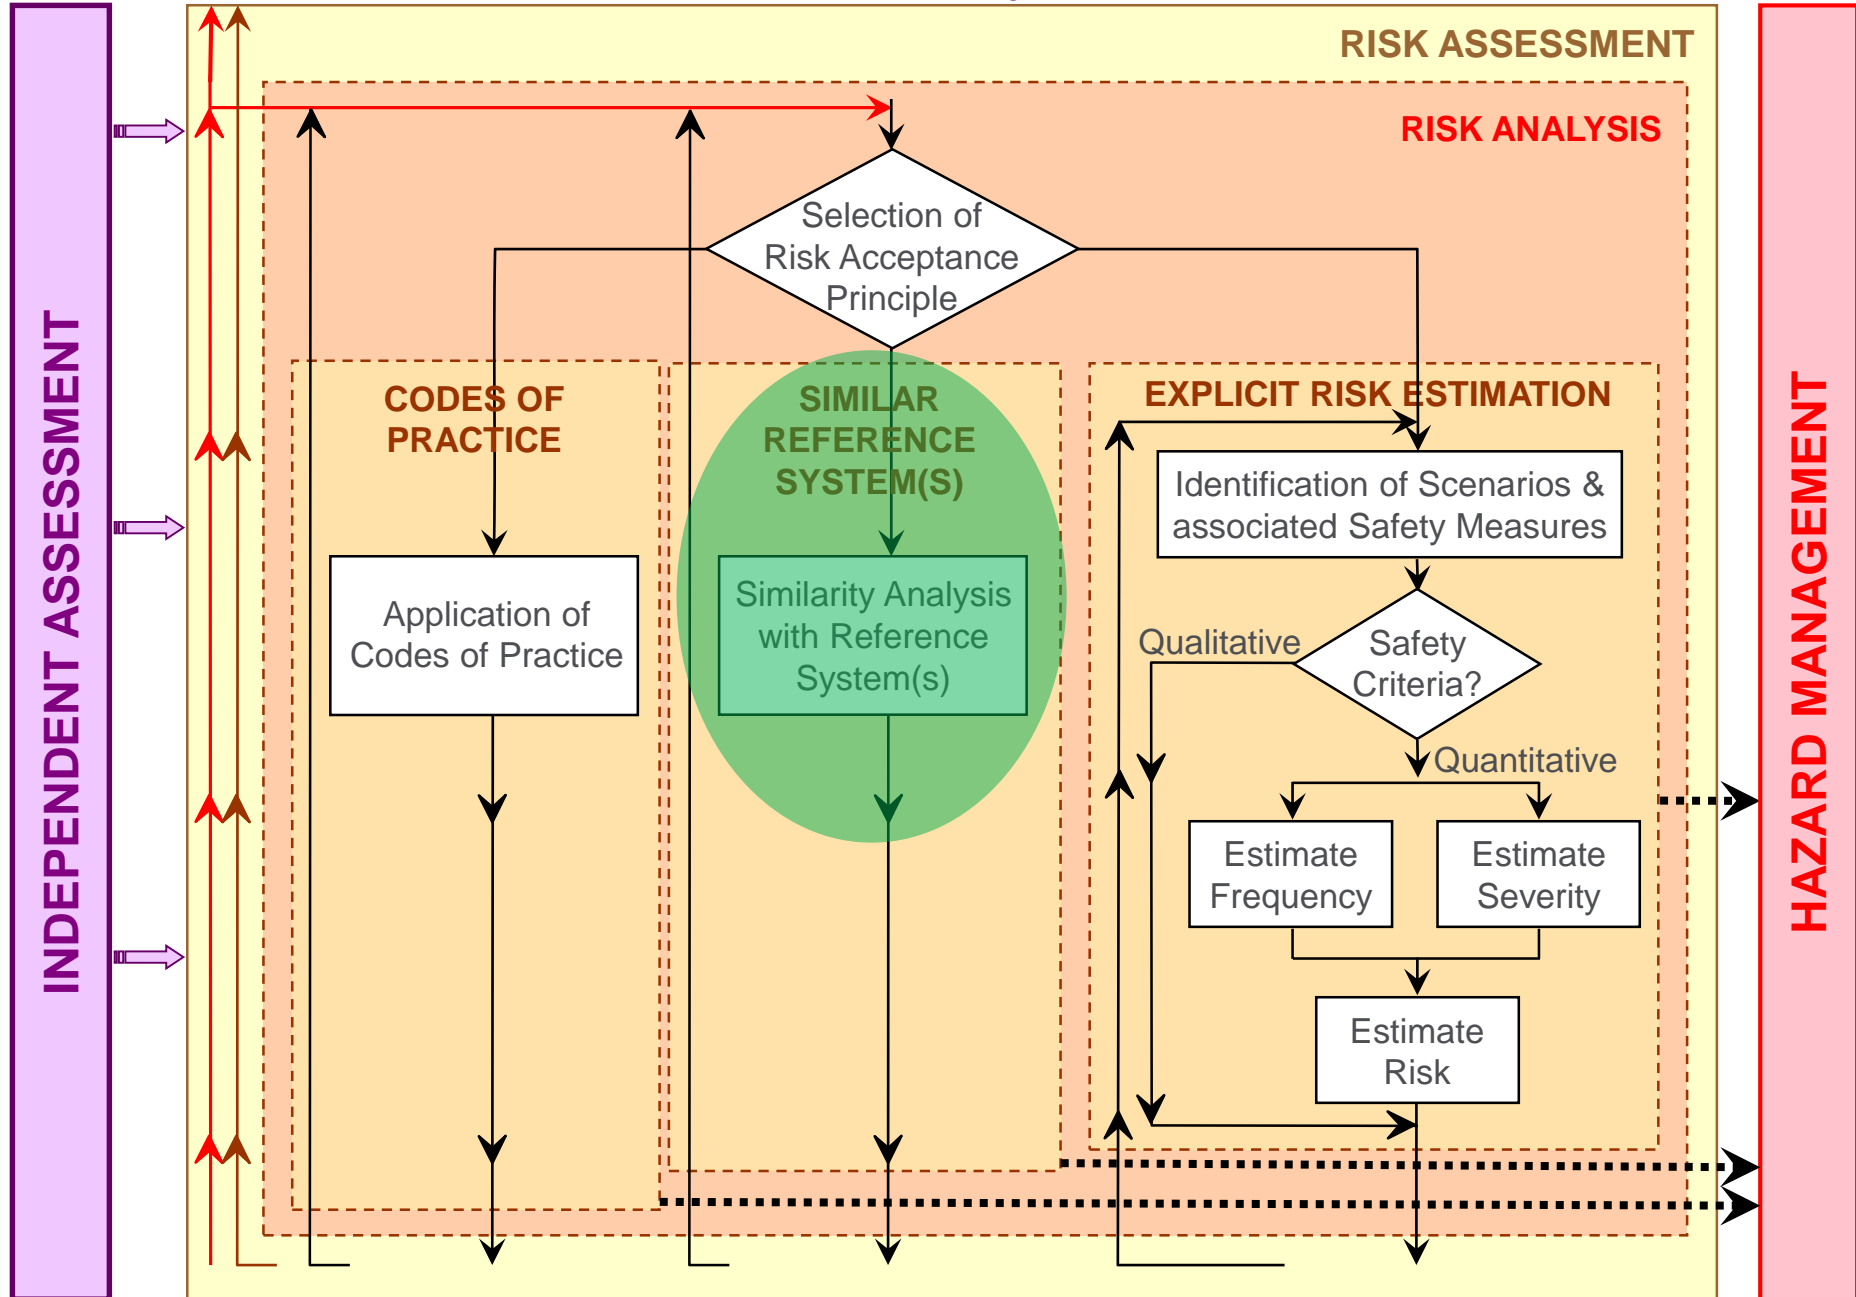 INDEPENDENT ASSESSMENT
RISK ASSESSMENT
RISK ANALYSIS
Selection of
Risk Acceptance
Principle
CODES OF
PRACTICE
Application of
Codes of Practice
SIMILAR
REFERENCE
SYSTEM(S)
Similarity Analysis
with Reference
System(s)
EXPLICIT RISK ESTIMATION
Identification of Scenarios &
associated Safety Measures
Qualitative
Safety
Criteria?
Quantitative
Estimate
Frequency
Estimate
Severity
Estimate
Risk
HAZARD MANAGEMENT